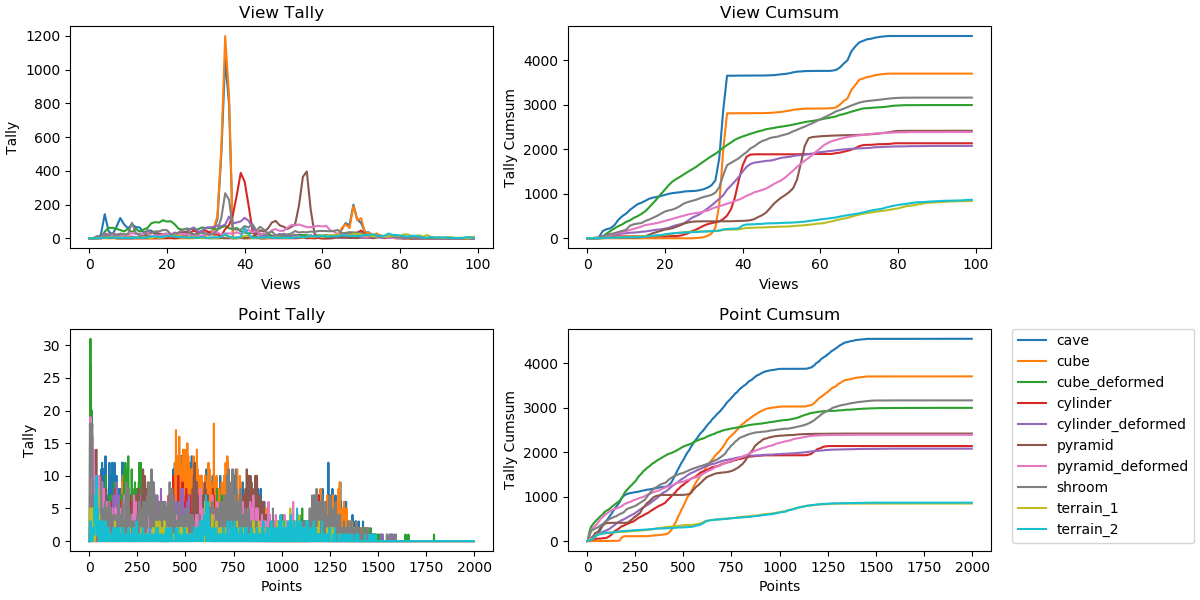 View Tally
Tally
1200
1000
800
600
400
200
0
0 20 40 60 80 100
Views
View Cumsum
Tally Cumsum
4000
3000
2000
1000
0
0 20 40 60 80 100
Views
Point Tally
Tally
30
25
20
15
10
5
0
0 250 500 750 1000 1250 1500 1750 2000
Points
Point Cumsum
Tally Cumsum
4000
3000
2000
1000
0
0 250 500 750 1000 1250 1500 1750 2000
Points
cave
cube
cube_deformed
cylinder
cylinder_deformed
pyramid
pyramid_deformed
shroom
terrain_1
terrain_2